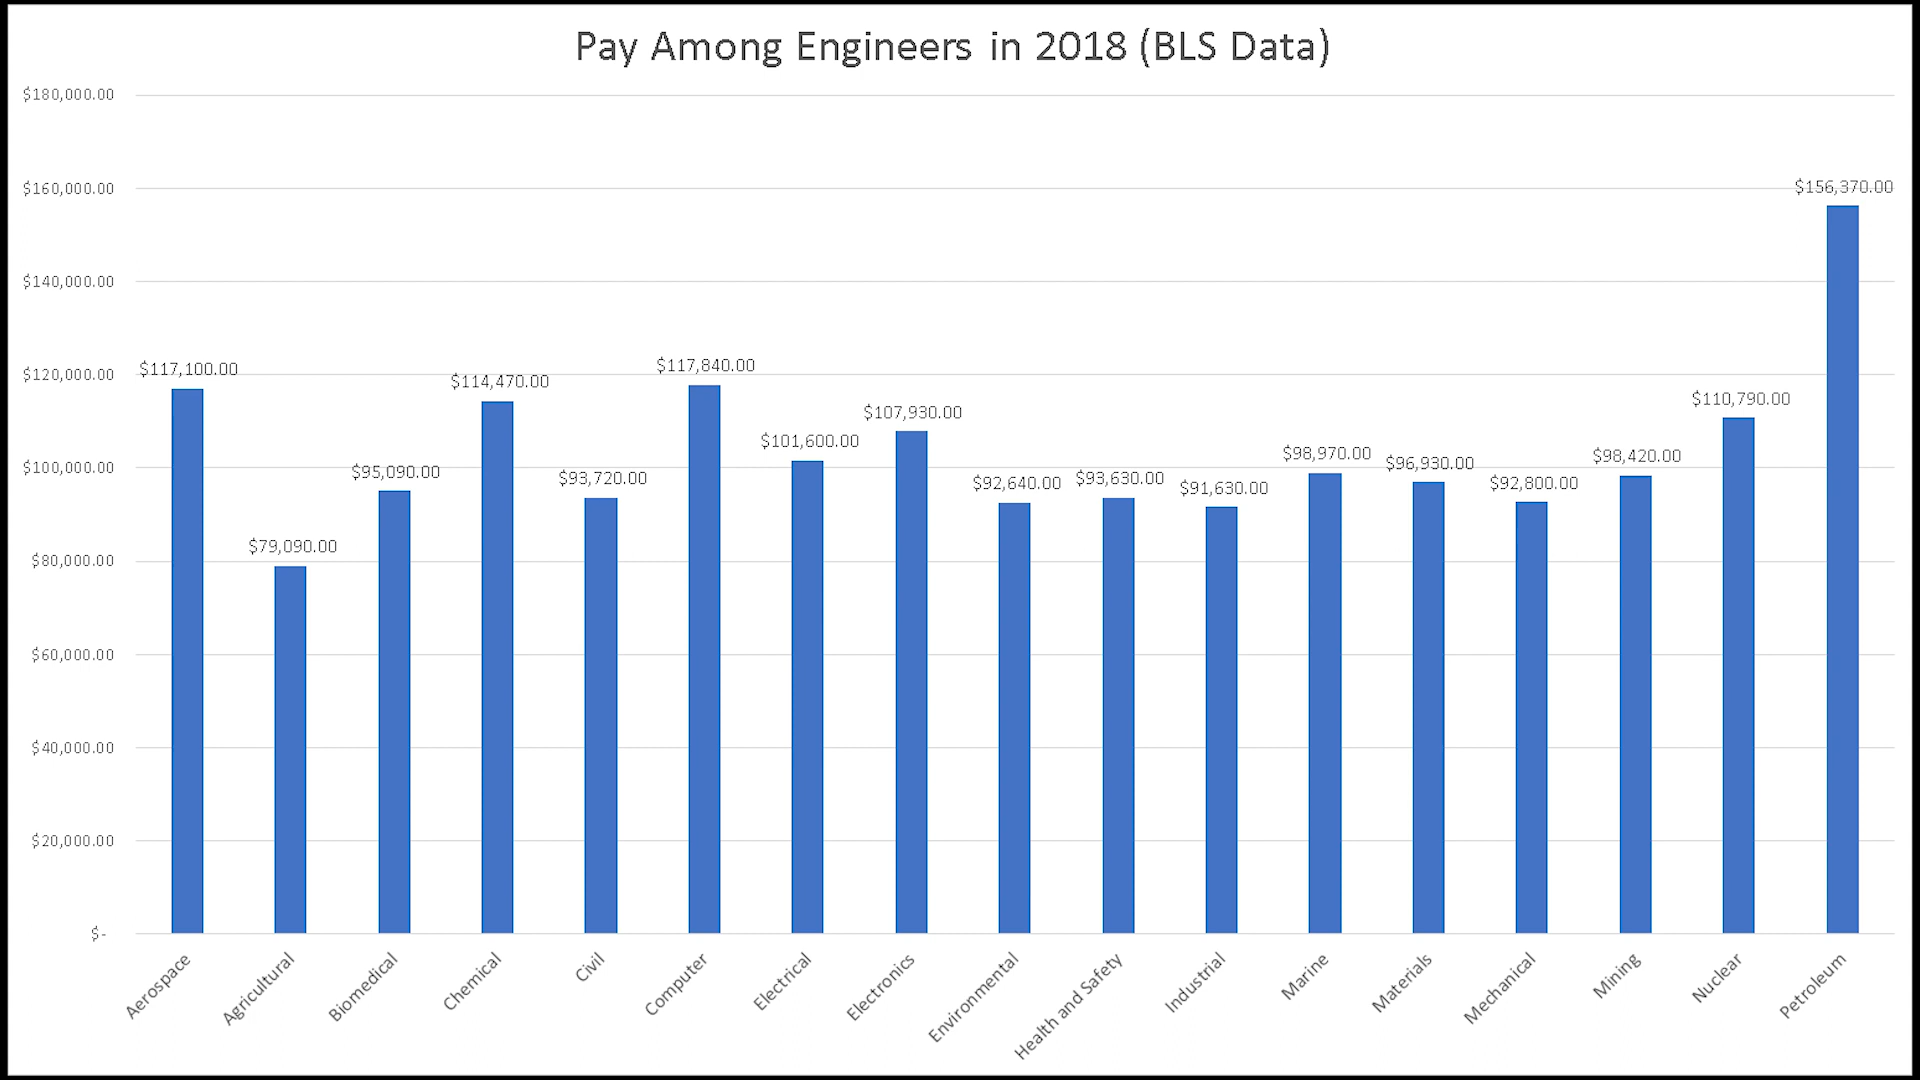 Pay Among Engineers in 2018 (BLS Data)
$180,000.00
$160,000.00
$140,000.00
$120,000.00
$100,000.00
$80,000.00
$60,000.00
$40,000.00
$20,000.00
$-
$117,100.00
$79,090.00
$95,090.00
$114,470.00
$93,720.00
$117,840.00
$101,600.00
$107,930.00
$92,640.00
$93,630.00
$91,630.00
$98,970.00
$96,930.00
$92,800.00
$98,420.00
$110,790.00
$156,370.00
Aerospace
Agricultural
Biomedical
Chemical
Civil
Computer
Electrical
Electronics
Environmental
Health and Safety
Industrial
Marine
Materials
Mechanical
Mining
Nuclear
Petroleum